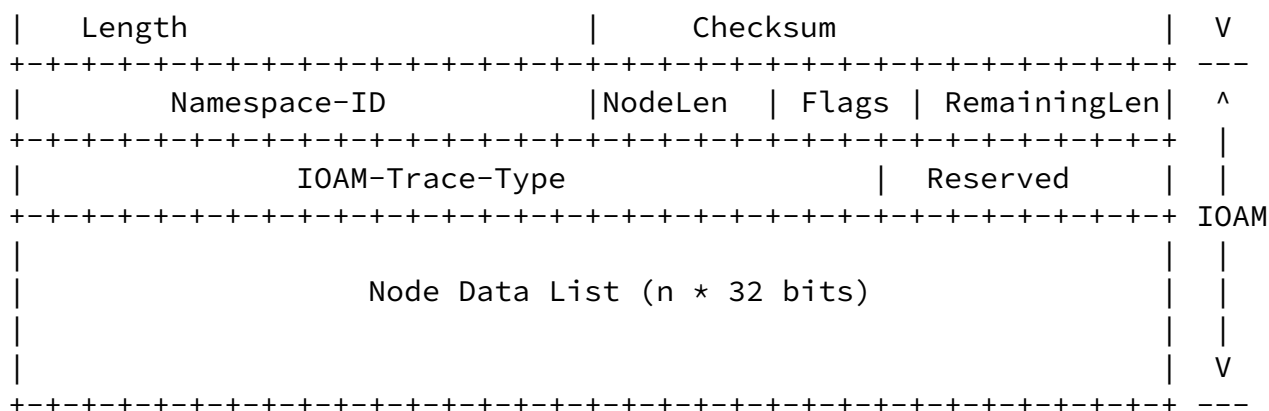 |    Length                      |     Checksum                  |  V
+-+-+-+-+-+-+-+-+-+-+-+-+-+-+-+-+-+-+-+-+-+-+-+-+-+-+-+-+-+-+-+-+ ---
|        Namespace-ID           |NodeLen  | Flags | RemainingLen|  ^
+-+-+-+-+-+-+-+-+-+-+-+-+-+-+-+-+-+-+-+-+-+-+-+-+-+-+-+-+-+-+-+-+  |
|               IOAM-Trace-Type                 |  Reserved     |  |
+-+-+-+-+-+-+-+-+-+-+-+-+-+-+-+-+-+-+-+-+-+-+-+-+-+-+-+-+-+-+-+-+ IOAM
|                                                               |  |
|                   Node Data List (n * 32 bits)                |  |
|                                                               |  |
|                                                               |  V
+-+-+-+-+-+-+-+-+-+-+-+-+-+-+-+-+-+-+-+-+-+-+-+-+-+-+-+-+-+-+-+-+ ---